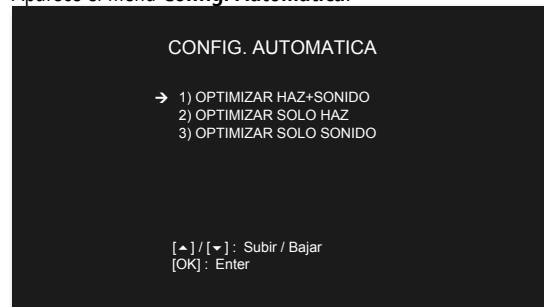 Aparece el menú Config. Automática.
CONFIG. AUTOMATICA
→ 1) OPTIMIZAR HAZ+SONIDO
2) OPTIMIZAR SOLO HAZ
3) OPTIMIZAR SOLO SONIDO
[▲] / [▼] : Subir / Bajar
[OK] : Enter